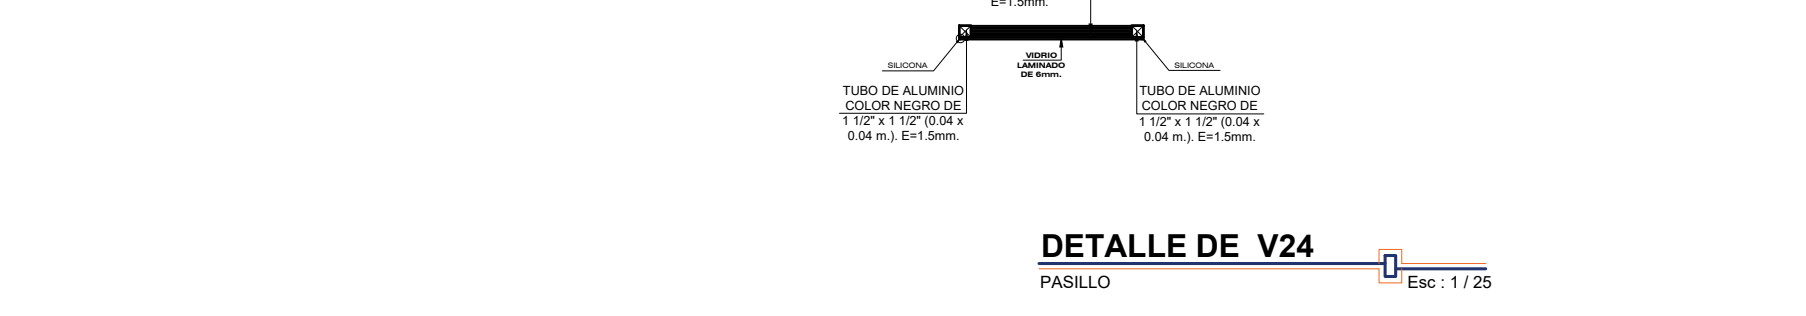 E=1.5mm.
VIDRIO
LAMINADO
DE 6mm.
SILICONA
SILICONA
TUBO DE ALUMINIO
COLOR NEGRO DE
1 1/2" x 1 1/2" (0.04 x
0.04 m.). E=1.5mm.
TUBO DE ALUMINIO
COLOR NEGRO DE
1 1/2" x 1 1/2" (0.04 x
0.04 m.). E=1.5mm.
DETALLE DE V24
PASILLO
Esc : 1 / 25